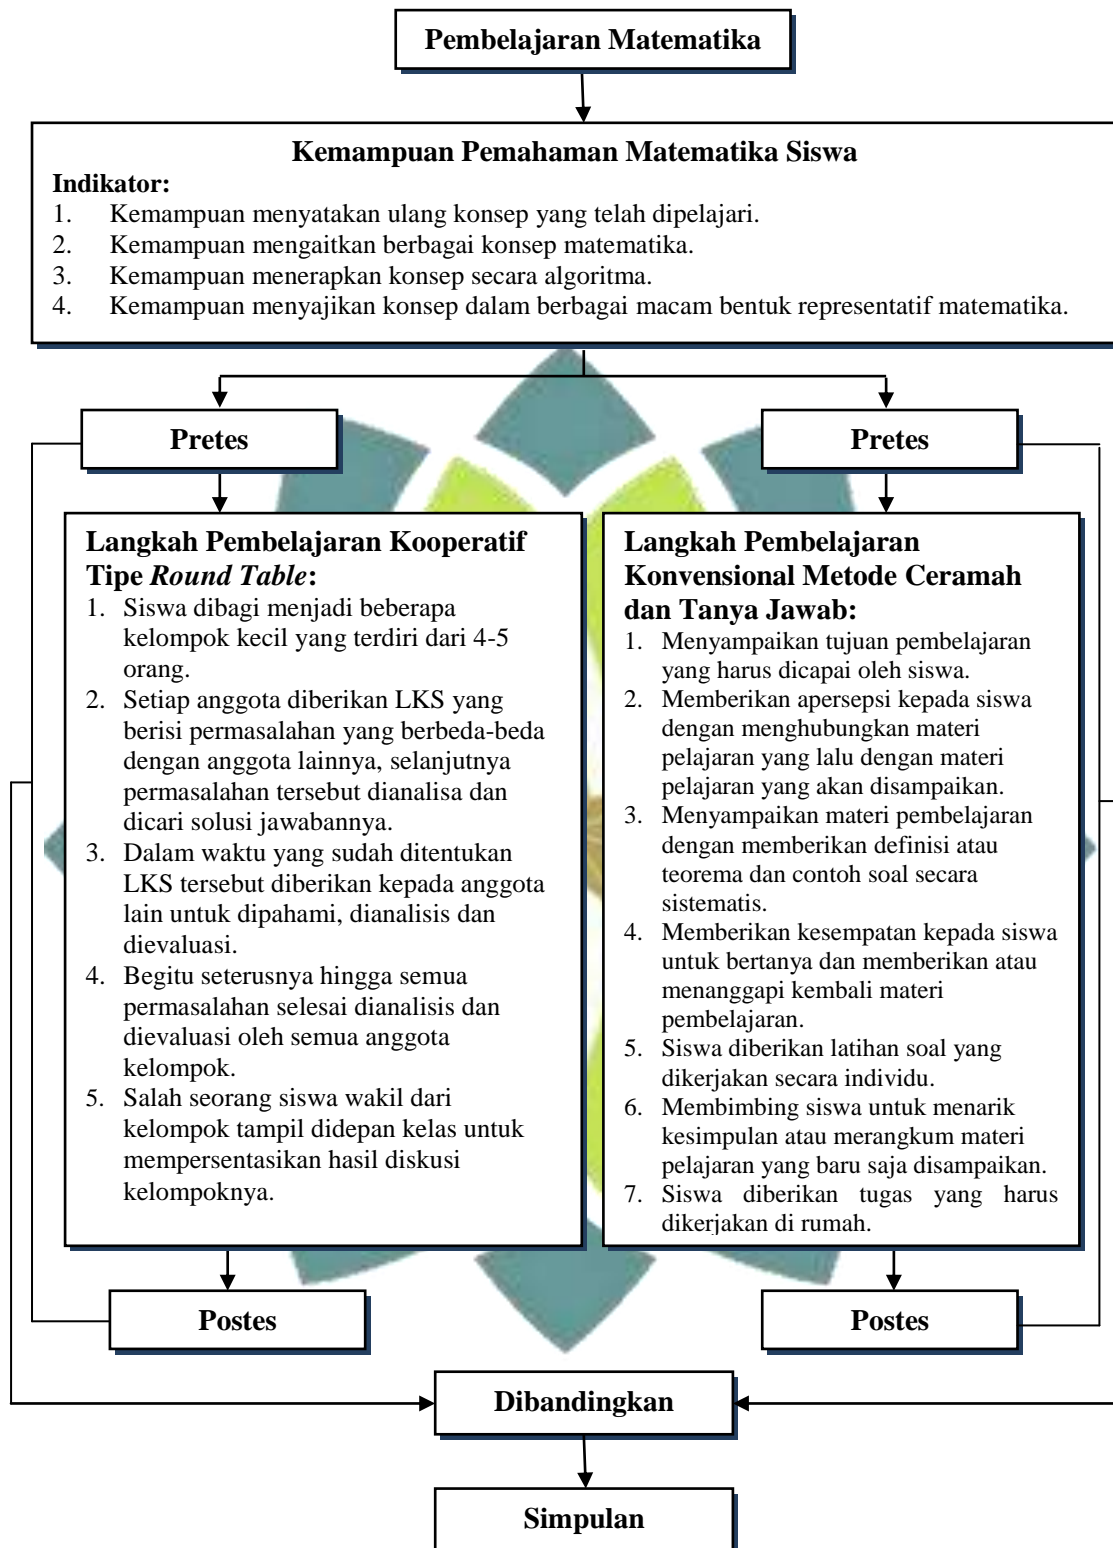 Pembelajaran Matematika
Kemampuan Pemahaman Matematika Siswa
Indikator:
1. Kemampuan menyatakan ulang konsep yang telah dipelajari.
2. Kemampuan mengaitkan berbagai konsep matematika.
3. Kemampuan menerapkan konsep secara algoritma.
4. Kemampuan menyajikan konsep dalam berbagai macam bentuk representatif matematika.
Pretes
Pretes
Langkah Pembelajaran Kooperatif
Tipe Round Table:
1. Siswa dibagi menjadi beberapa
kelompok kecil yang terdiri dari 4-5
orang.
2. Setiap anggota diberikan LKS yang
berisi permasalahan yang berbeda-beda
dengan anggota lainnya, selanjutnya
permasalahan tersebut dianalisa dan
dicari solusi jawabannya.
3. Dalam waktu yang sudah ditentukan
LKS tersebut diberikan kepada anggota
lain untuk dipahami, dianalisis dan
dievaluasi.
4. Begitu seterusnya hingga semua
permasalahan selesai dianalisis dan
dievaluasi oleh semua anggota
kelompok.
5. Salah seorang siswa wakil dari
kelompok tampil didepan kelas untuk
mempersentasikan hasil diskusi
kelompoknya.
Langkah Pembelajaran
Konvensional Metode Ceramah
dan Tanya Jawab:
1. Menyampaikan tujuan pembelajaran
yang harus dicapai oleh siswa.
2. Memberikan apersepsi kepada siswa
dengan menghubungkan materi
pelajaran yang lalu dengan materi
pelajaran yang akan disampaikan.
3. Menyampaikan materi pembelajaran
dengan memberikan definisi atau
teorema dan contoh soal secara
sistematis.
4. Memberikan kesempatan kepada siswa
untuk bertanya dan memberikan atau
menanggapi kembali materi
pembelajaran.
5. Siswa diberikan latihan soal yang
dikerjakan secara individu.
6. Membimbing siswa untuk menarik
kesimpulan atau merangkum materi
pelajaran yang baru saja disampaikan.
7. Siswa diberikan tugas yang harus
dikerjakan di rumah.
Postes
Postes
Dibandingkan
Simpulan